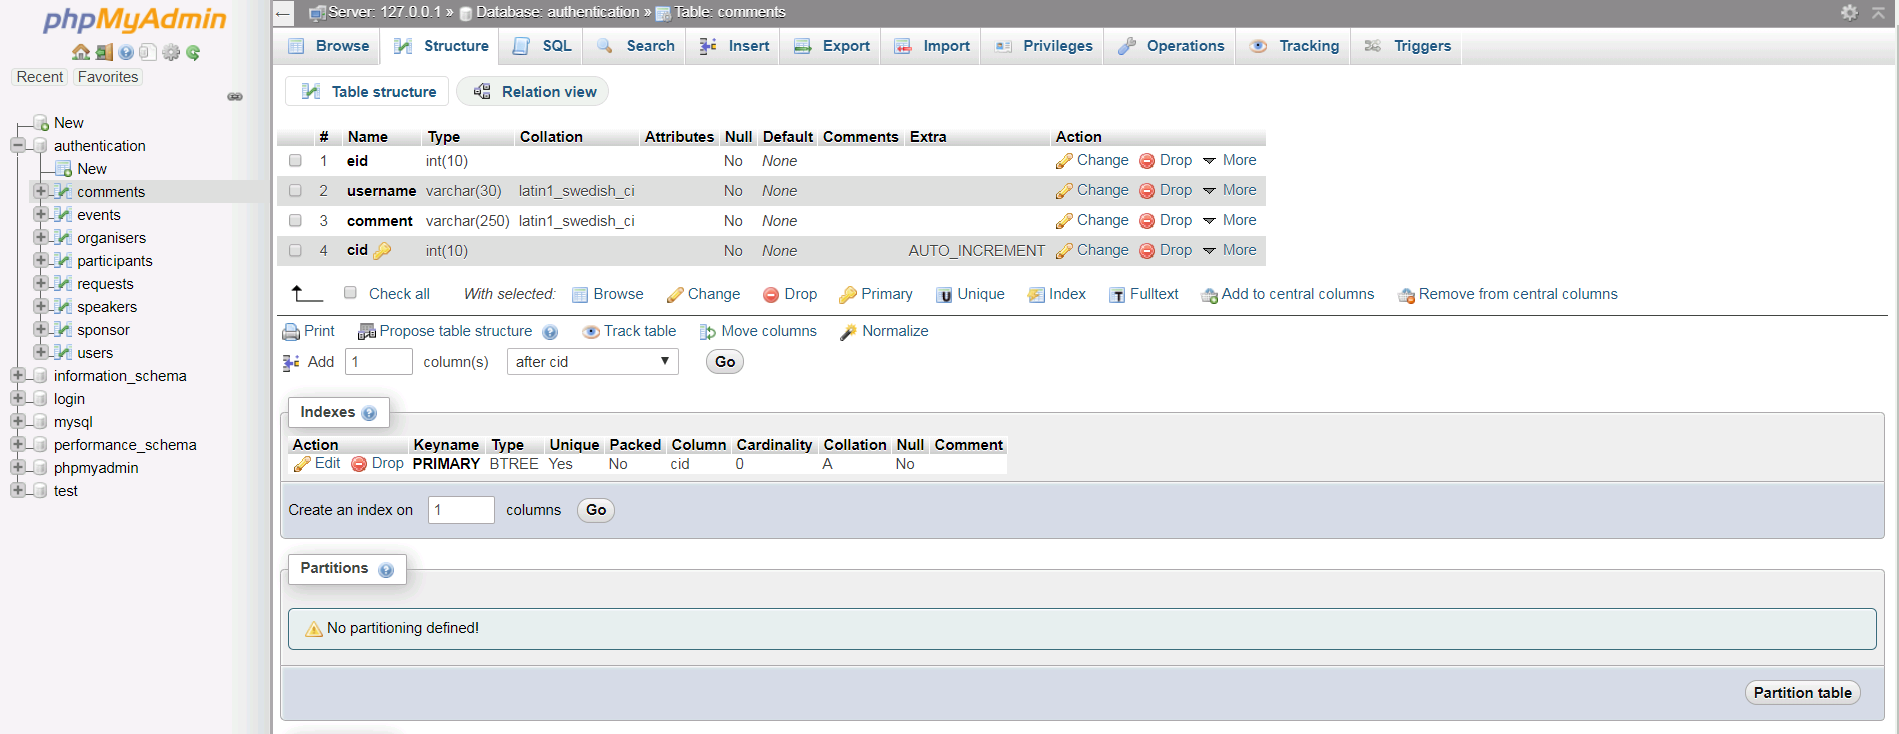 phpMyAdmin
Recent Favorites
New
authentication
New
comments
events
organisers
participants
requests
speakers
sponsor
users
information_schema
login
mysql
performance_schema
phpmyadmin
test
Server: 127.0.0.1 » Database: authentication » Table: comments
Browse Structure SQL Search Insert Export Import Privileges Operations Tracking Triggers
Table structure Relation view
# Name Type Collation Attributes Null Default Comments Extra Action
1 eid int(10) No None Change Drop More
2 username varchar(30) latin1_swedish_ci No None Change Drop More
3 comment varchar(250) latin1_swedish_ci No None Change Drop More
4 cid int(10) No None AUTO_INCREMENT Change Drop More
Check all With selected: Browse Change Drop Primary Unique Index Fulltext Add to central columns Remove from central columns
Print Propose table structure Track table Move columns Normalize
Add 1 column(s) after cid Go
Indexes
Action Keyname Type Unique Packed Column Cardinality Collation Null Comment
Edit Drop PRIMARY BTREE Yes No cid 0 A No
Create an index on 1 columns Go
Partitions
No partitioning defined!
Partition table